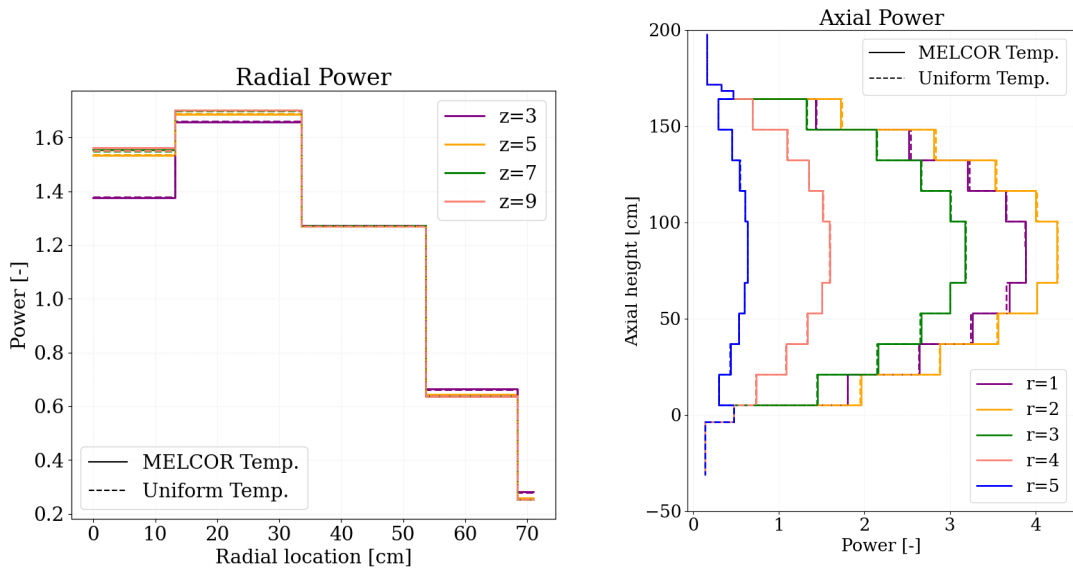 Radial Power
Power [-]
1.6
1.4
1.2
1.0
0.8
0.6
0.4
0.2
z=3
z=5
z=7
z=9
MELCOR Temp.
Uniform Temp.
0 10 20 30 40 50 60 70
Radial location [cm]
Axial Power
Axial height [cm]
200
150
100
50
0
−50
MELCOR Temp.
Uniform Temp.
r=1
r=2
r=3
r=4
r=5
0 1 2 3 4
Power [-]